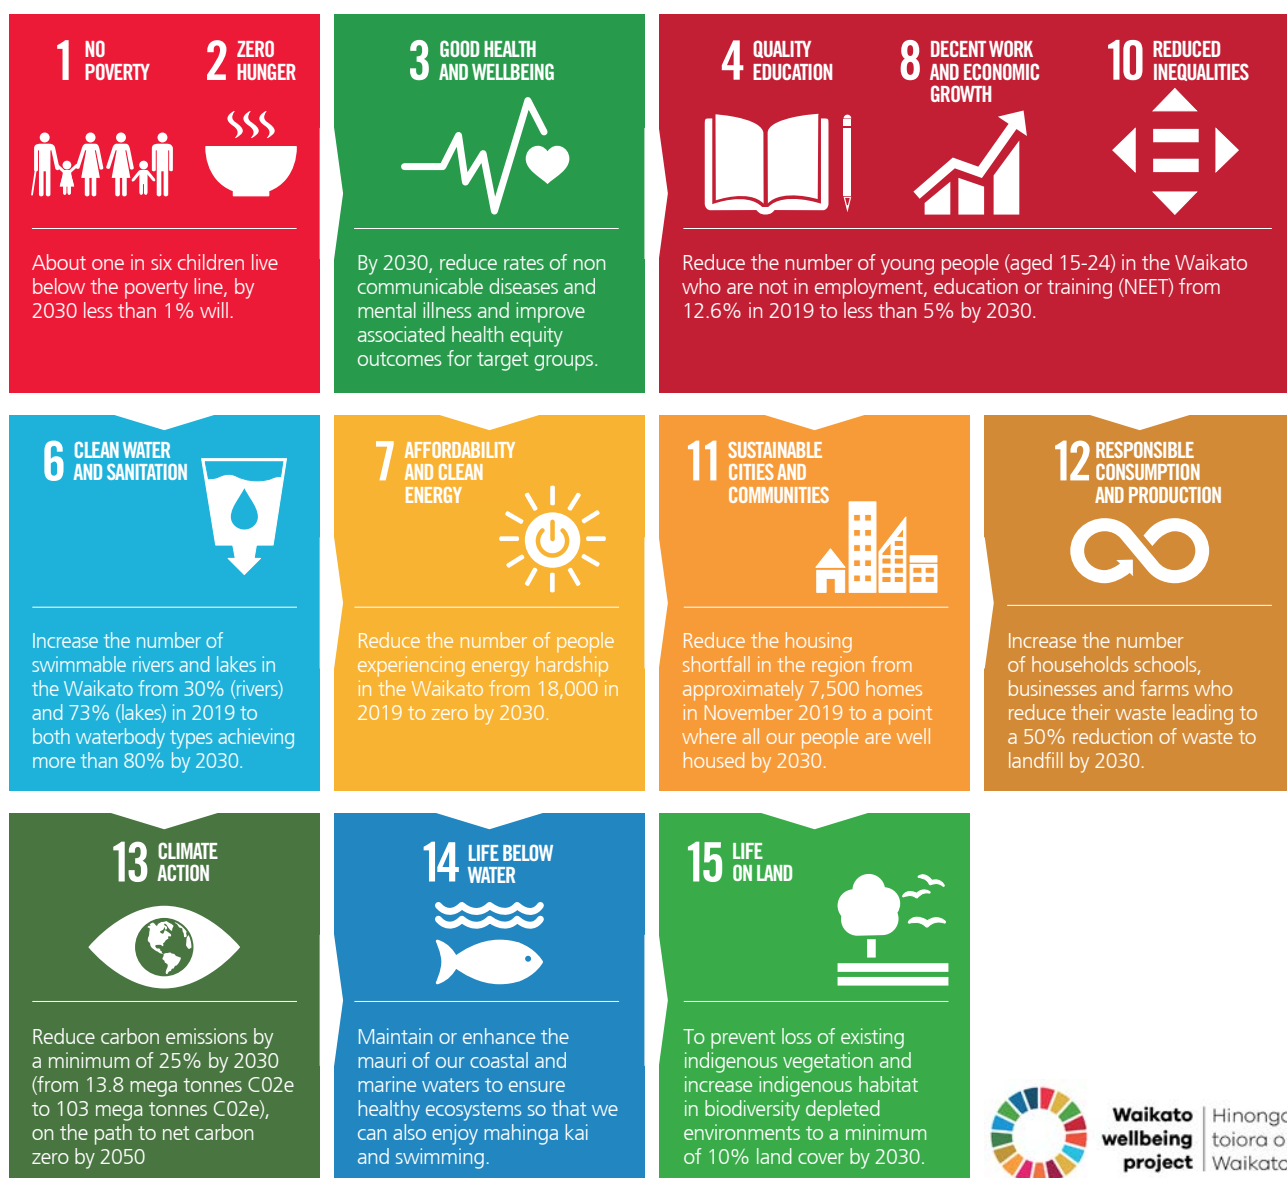 1 NO
POVERTY
2 ZERO
HUNGER
About one in six children live
below the poverty line, by
2030 less than 1% will.
3 GOOD HEALTH
AND WELLBEING
By 2030, reduce rates of non
communicable diseases and
mental illness and improve
associated health equity
outcomes for target groups.
4 QUALITY
EDUCATION
8 DECENT WORK
AND ECONOMIC
GROWTH
10 REDUCED
INEQUALITIES
Reduce the number of young people (aged 15-24) in the Waikato
who are not in employment, education or training (NEET) from
12.6% in 2019 to less than 5% by 2030.
6 CLEAN WATER
AND SANITATION
Increase the number of
swimmable rivers and lakes in
the Waikato from 30% (rivers)
and 73% (lakes) in 2019 to
both waterbody types achieving
more than 80% by 2030.
7 AFFORDABILITY
AND CLEAN
ENERGY
Reduce the number of people
experiencing energy hardship
in the Waikato from 18,000 in
2019 to zero by 2030.
11 SUSTAINABLE
CITIES AND
COMMUNITIES
Reduce the housing
shortfall in the region from
approximately 7,500 homes
in November 2019 to a point
where all our people are well
housed by 2030.
12 RESPONSIBLE
CONSUMPTION
AND PRODUCTION
Increase the number
of households schools,
businesses and farms who
reduce their waste leading to
a 50% reduction of waste to
landfill by 2030.
13 CLIMATE
ACTION
Reduce carbon emissions by
a minimum of 25% by 2030
(from 13.8 mega tonnes C02e
to 103 mega tonnes C02e),
on the path to net carbon
zero by 2050
14 LIFE BELOW
WATER
Maintain or enhance the
mauri of our coastal and
marine waters to ensure
healthy ecosystems so that we
can also enjoy mahinga kai
and swimming.
15 LIFE
ON LAND
To prevent loss of existing
indigenous vegetation and
increase indigenous habitat
in biodiversity depleted
environments to a minimum
of 10% land cover by 2030.
Waikato
wellbeing
project
Hinonga
toiora o
Waikato